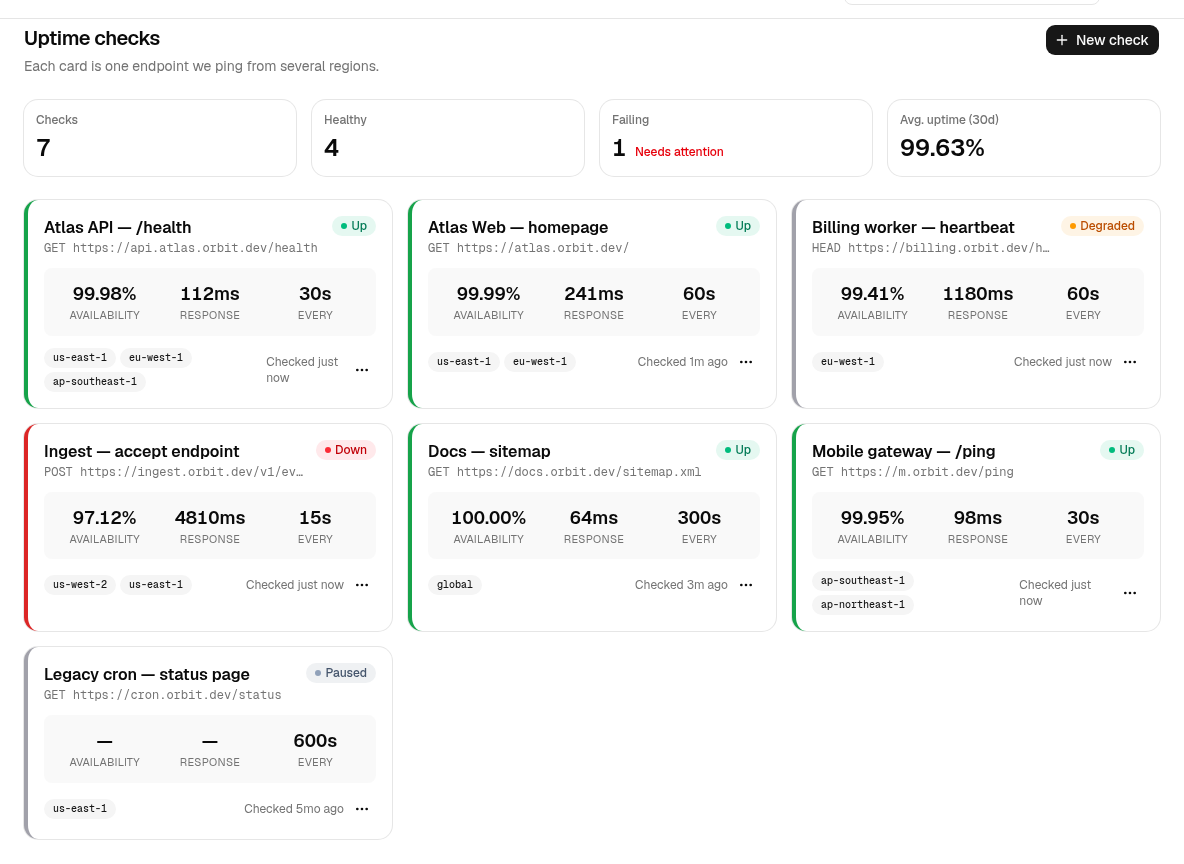 Uptime checks
New check
Each card is one endpoint we ping from several regions.
Checks
7
Healthy
4
Failing
1 Needs attention
Avg. uptime (30d)
99.63%
Atlas API — /health
Up
GET https://api.atlas.orbit.dev/health
99.98% 112ms 30s
AVAILABILITY RESPONSE EVERY
us-east-1 eu-west-1
ap-southeast-1
Checked just
now
Atlas Web — homepage
Up
GET https://atlas.orbit.dev/
99.99% 241ms 60s
AVAILABILITY RESPONSE EVERY
us-east-1 eu-west-1
Checked 1m ago
Billing worker — heartbeat
Degraded
HEAD https://billing.orbit.dev/h…
99.41% 1180ms 60s
AVAILABILITY RESPONSE EVERY
eu-west-1
Checked just now
Ingest — accept endpoint
Down
POST https://ingest.orbit.dev/v1/ev…
97.12% 4810ms 15s
AVAILABILITY RESPONSE EVERY
us-west-2 us-east-1
Checked just now
Docs — sitemap
Up
GET https://docs.orbit.dev/sitemap.xml
100.00% 64ms 300s
AVAILABILITY RESPONSE EVERY
global
Checked 3m ago
Mobile gateway — /ping
Up
GET https://m.orbit.dev/ping
99.95% 98ms 30s
AVAILABILITY RESPONSE EVERY
ap-southeast-1
ap-northeast-1
Checked just
now
Legacy cron — status page
Paused
GET https://cron.orbit.dev/status
— — 600s
AVAILABILITY RESPONSE EVERY
us-east-1
Checked 5mo ago